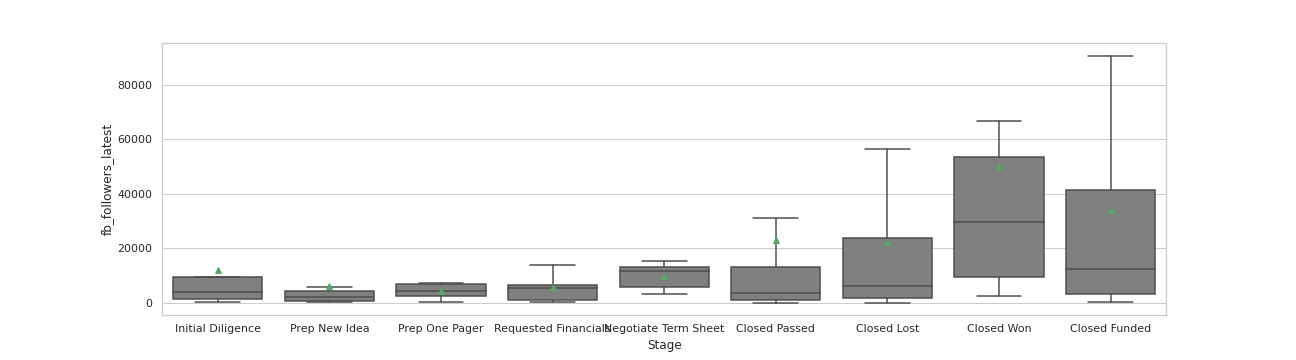 80000
60000
40000
20000
0
fb_followers_latest
Initial Diligence Prep New Idea Prep One Pager Requested Financials Negotiate Term Sheet Closed Passed Closed Lost Closed Won Closed Funded
Stage